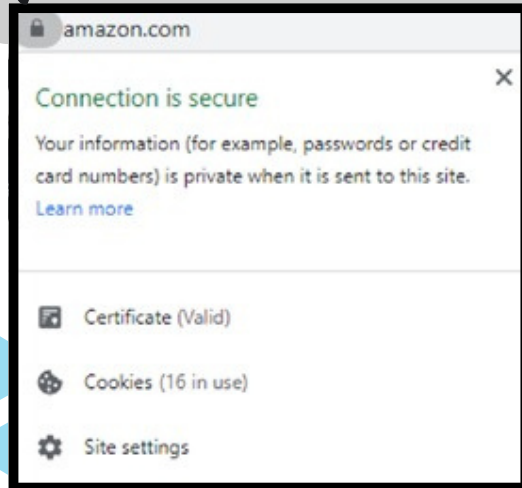 amazon.com
Connection is secure
Your information (for example, passwords or credit
card numbers) is private when it is sent to this site.
Learn more
Certificate (Valid)
Cookies (16 in use)
Site settings